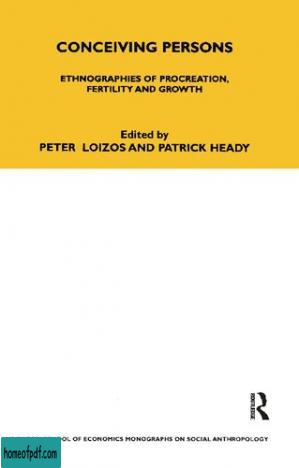 CONCEIVING PERSONS
ETHNOGRAPHIES OF PROCREATION,
FERTILITY AND GROWTH
Edited by
PETER LOIZOS AND PATRICK HEADY
R
ROUTLEDGE
OF ECONOMICS MONOGRAPHS ON SOCIAL ANTHROPOLOGY
homeofpdf.com